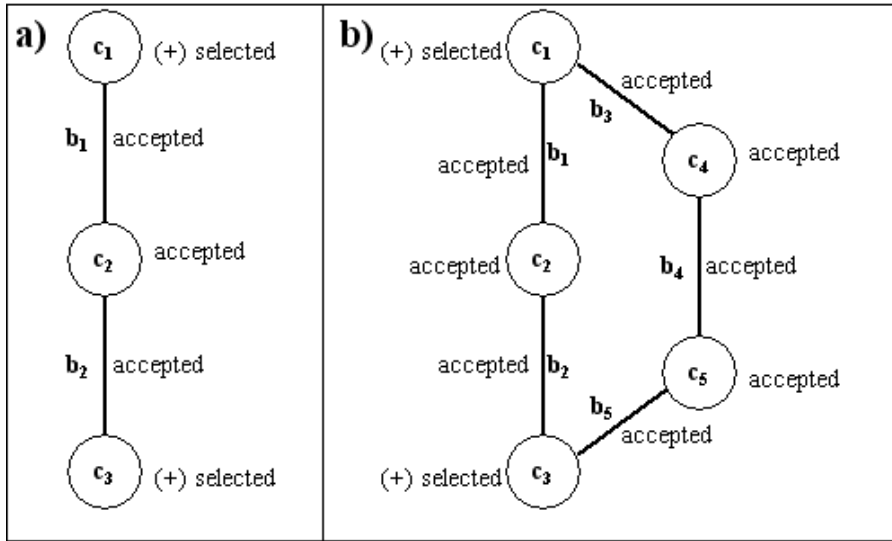 a)
c1 (+) selected
b1 accepted
c2 accepted
b2 accepted
c3 (+) selected
b)
(+) selected c1
accepted
b3
accepted b1
c4 accepted
accepted c2
b4 accepted
accepted b2
c5 accepted
b5
accepted
(+) selected c3